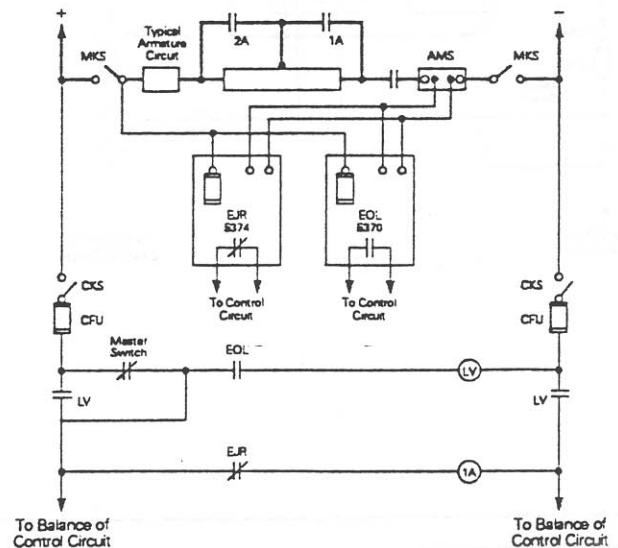 +
−
Typical
Armature
Circuit
2A
1A
AMS
MKS
MKS
EJR
5374
EOL
5370
To Control
Circuit
To Control
Circuit
CKS
CFU
CKS
CFU
Master
Switch
EOL
LV
LV
LV
EJR
1A
To Balance of
Control Circuit
To Balance of
Control Circuit